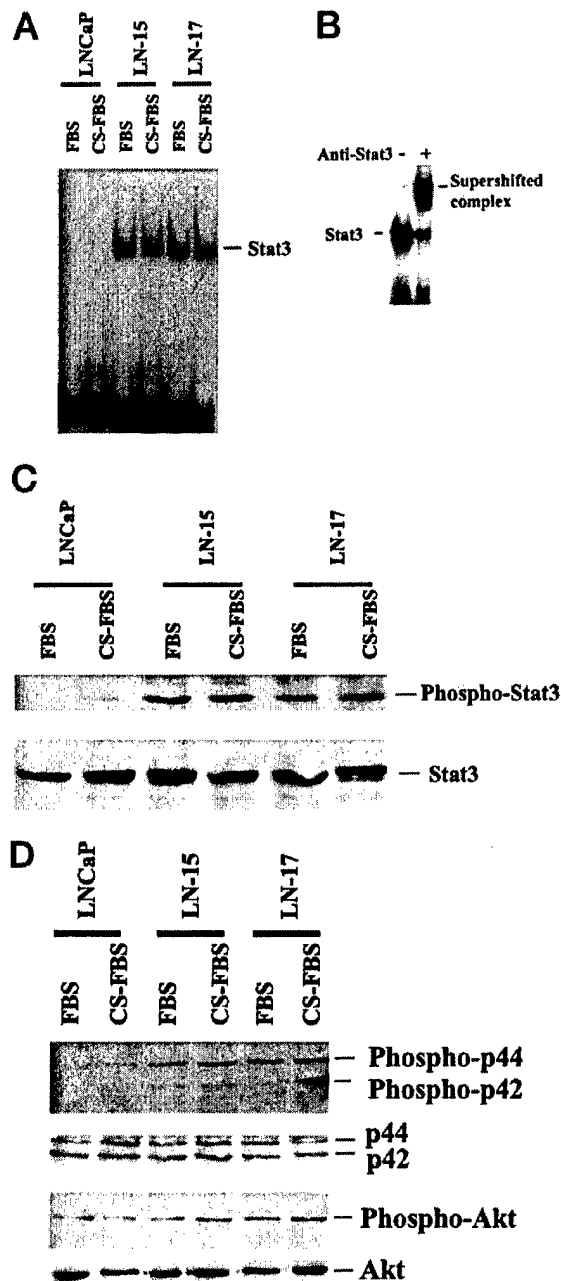 A
LNCaP
LN-15
LN-17
FBS
CS-FBS
FBS
CS-FBS
FBS
CS-FBS
Stat3
B
Anti-Stat3 - +
Supershifted
complex
Stat3
C
LNCaP
LN-15
LN-17
FBS
CS-FBS
FBS
CS-FBS
FBS
CS-FBS
Phospho-Stat3
Stat3
D
LNCaP
LN-15
LN-17
FBS
CS-FBS
FBS
CS-FBS
FBS
CS-FBS
Phospho-p44
Phospho-p42
p44
p42
Phospho-Akt
Akt